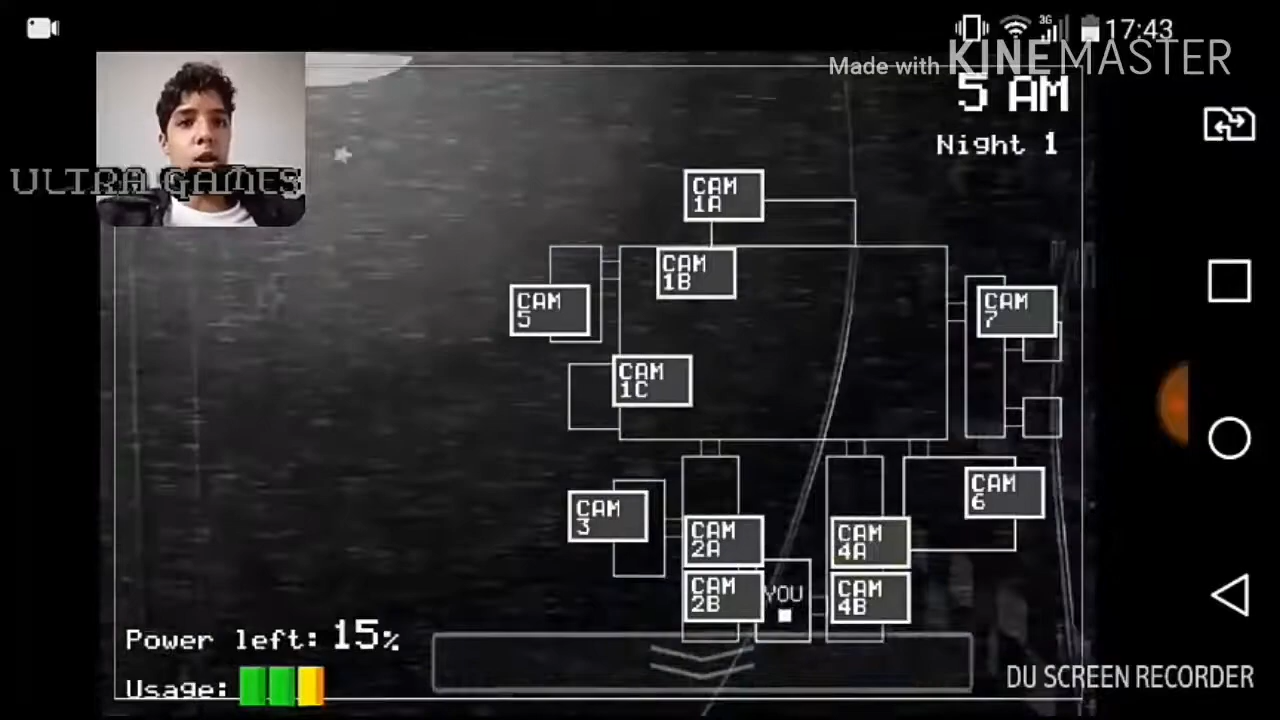 3G 17:43
Made with KINEMASTER
5 AM
Night 1
ULTRA GAMES
CAM
1A
CAM
1B
CAM
5
CAM
7
CAM
1C
CAM
3
CAM
6
CAM
2A
CAM
4A
CAM
2B
YOU
CAM
4B
Power left: 15%
Usage:
DU SCREEN RECORDER